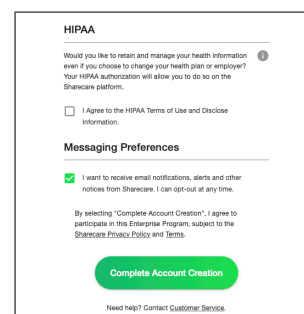 HIPAA
Would you like to retain and manage your health information
even if you choose to change your health plan or employer?
Your HIPAA authorization will allow you to do so on the
Sharecare platform.
I Agree to the HIPAA Terms of Use and Disclose
Information.
Messaging Preferences
I want to receive email notifications, alerts and other
notices from Sharecare. I can opt-out at any time.
By selecting "Complete Account Creation", I agree to
participate in this Enterprise Program, subject to the
Sharecare Privacy Policy and Terms.
Complete Account Creation
Need help? Contact Customer Service.